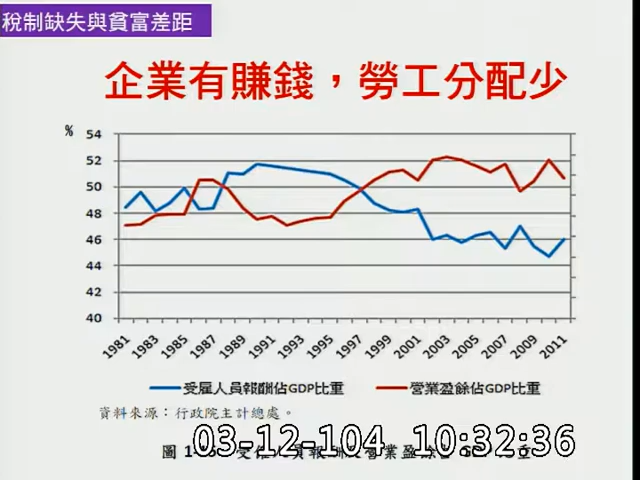 稅制缺失與貧富差距
企業有賺錢，勞工分配少
%
54
52
50
48
46
44
42
40
1981 1983 1985 1987 1989 1991 1993 1995 1997 1999 2001 2003 2005 2007 2009 2011
受雇人員報酬佔GDP比重 營業盈餘佔GDP比重
資料來源：行政院主計總處。
03-12-104 10:32:36
圖 1